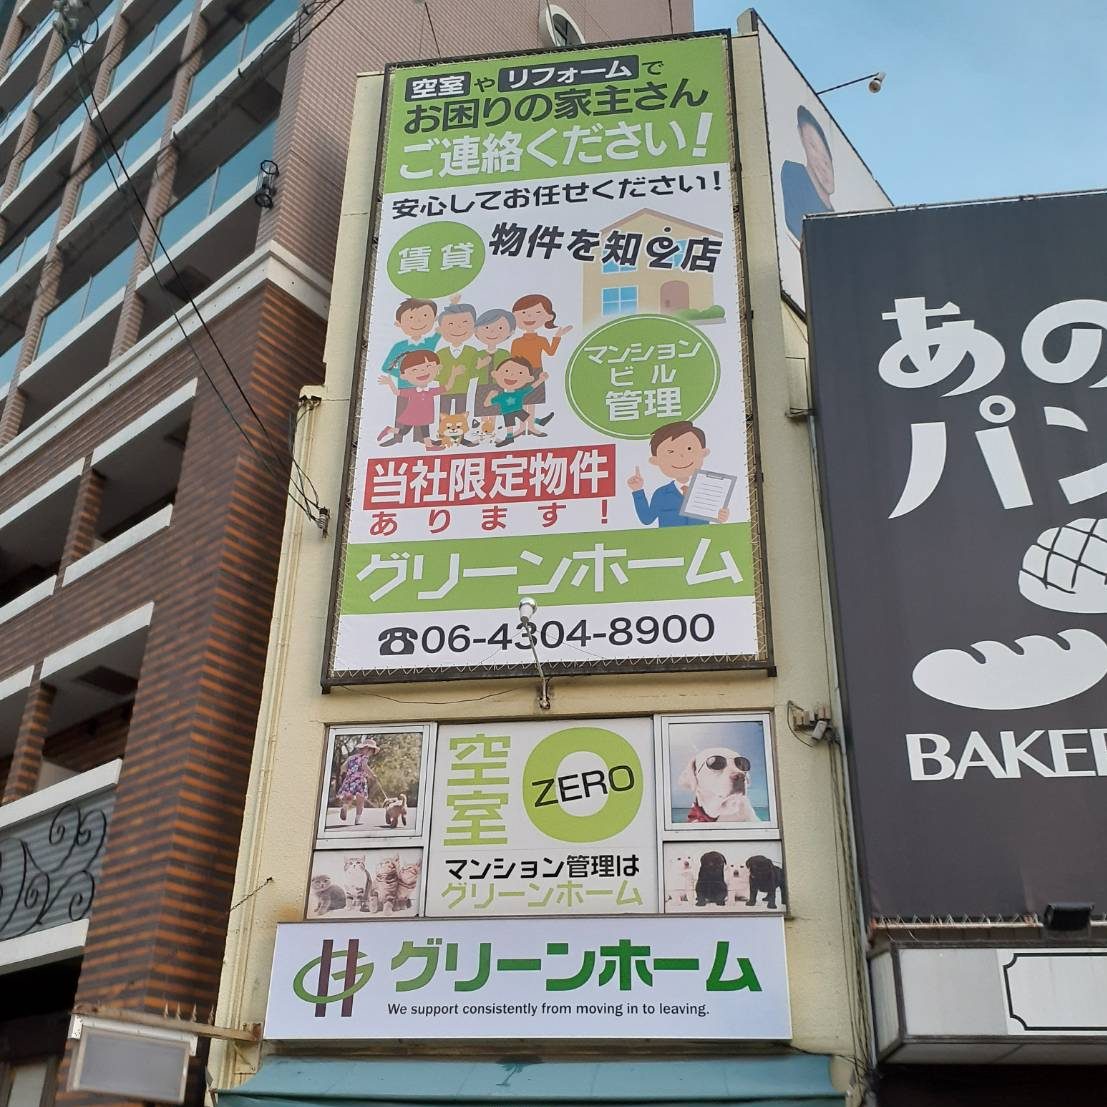 空室やリフォームで
お困りの家主さん
ご連絡ください!
安心してお任せください!
賃貸
物件を知る店
マンション
ビル
管理
当社限定物件
あります!
グリーンホーム
☎06-4304-8900
空室
ZERO
マンション管理は
グリーンホーム
グリーンホーム
We support consistently from moving in to leaving.
あの
パン
BAKE